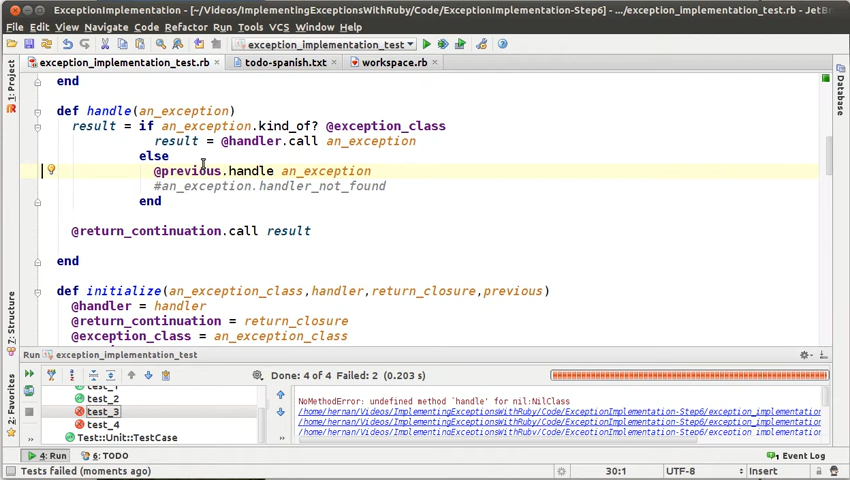 ExceptionImplementation - [~/Videos/ImplementingExceptionsWithRuby/Code/ExceptionImplementation-Step6] - .../exception_implementation_test.rb - JetBr
File Edit View Navigate Code Refactor Run Tools VCS Window Help
exception_implementation_test
exception_implementation_test.rb todo-spanish.txt workspace.rb
1: Project
Database
end
def handle(an_exception)
result = if an_exception.kind_of? @exception_class
result = @handler.call an_exception
else
@previous.handle an_exception
#an_exception.handler_not_found
end
@return_continuation.call result
end
def initialize(an_exception_class,handler,return_closure,previous)
@handler = handler
@return_continuation = return_closure
@exception_class = an_exception_class
7: Structure
2: Favorites
Run exception_implementation_test
Done: 4 of 4 Failed: 2 (0.203 s)
test_1
test_2
test_3
test_4
Test::Unit::TestCase
NoMethodError: undefined method `handle' for nil:NilClass
/home/hernan/Videos/ImplementingExceptionsWithRuby/Code/ExceptionImplementation-Step6/exception_implementation
/home/hernan/Videos/ImplementingExceptionsWithRuby/Code/ExceptionImplementation-Step6/exception_implementation
/home/hernan/Videos/ImplementingExceptionsWithRuby/Code/ExceptionImplementation-Step6/exception_implementation
4: Run 6: TODO Event Log
Tests failed (moments ago) 30:1 UTF-8 Insert